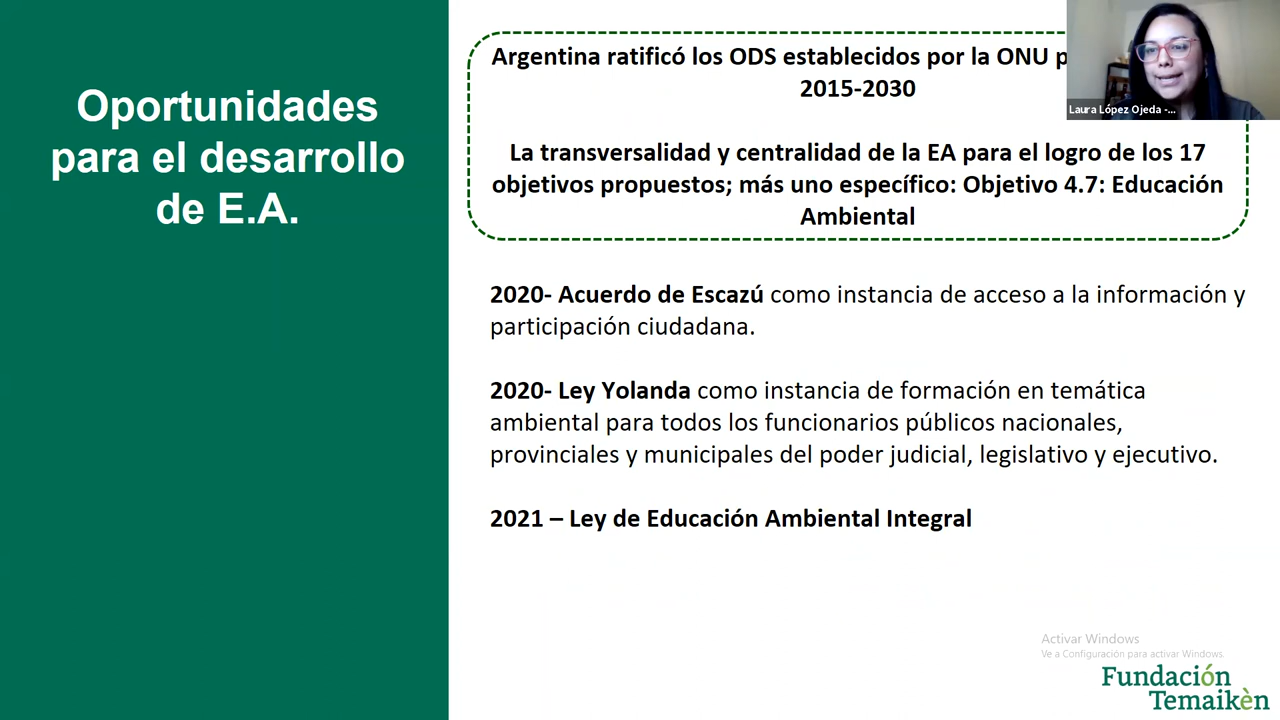 Oportunidades
para el desarrollo
de E.A.
Argentina ratificó los ODS establecidos por la ONU p
2015-2030
La transversalidad y centralidad de la EA para el logro de los 17
objetivos propuestos; más uno específico: Objetivo 4.7: Educación
Ambiental
Laura López Ojeda -...
2020- Acuerdo de Escazú como instancia de acceso a la información y
participación ciudadana.
2020- Ley Yolanda como instancia de formación en temática
ambiental para todos los funcionarios públicos nacionales,
provinciales y municipales del poder judicial, legislativo y ejecutivo.
2021 – Ley de Educación Ambiental Integral
Activar Windows
Ve a Configuración para activar Windows.
Fundación
Temaikèn